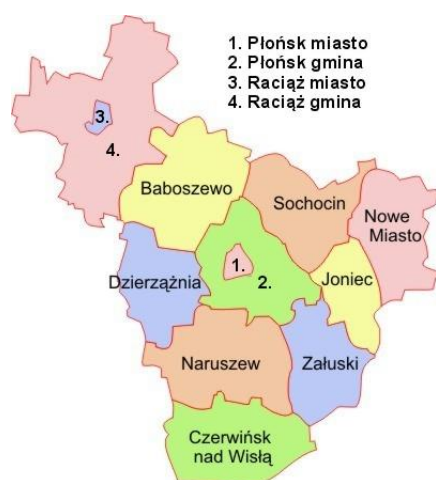 1. Płońsk miasto
2. Płońsk gmina
3. Raciąż miasto
4. Raciąż gmina
3.
4.
Baboszewo
Sochocin
Nowe
Miasto
1.
2.
Dzierzążnia
Joniec
Naruszew
Załuski
Czerwińsk
nad Wisłą